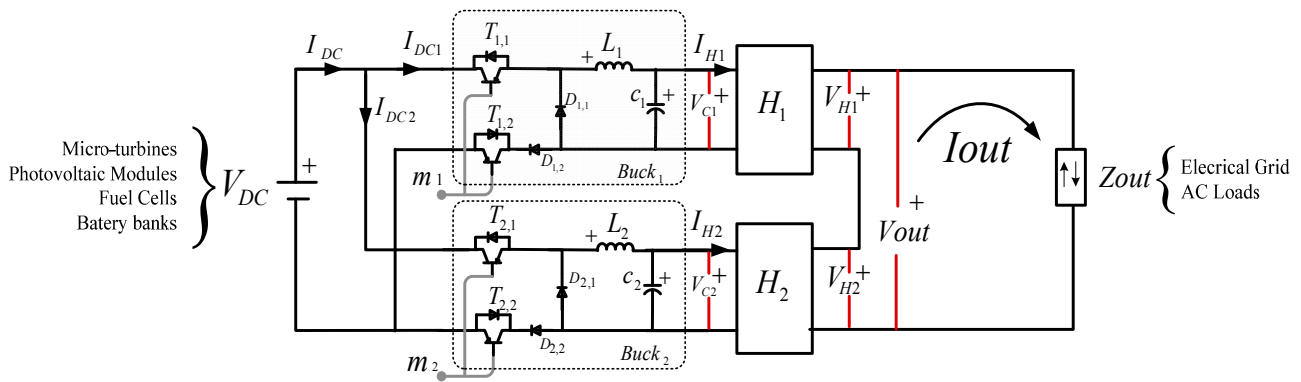 Micro-turbines
Photovoltaic Modules
Fuel Cells
Batery banks
V_DC
+
I_DC
I_DC1
I_DC2
T_1,1
T_1,2
D_1,1
D_1,2
+ L_1
c_1 +
Buck_1
m_1
I_H1
V_C1 +
H_1
V_H1 +
T_2,1
T_2,2
D_2,1
D_2,2
+ L_2
c_2 +
Buck_2
m_2
I_H2
V_C2 +
H_2
V_H2 +
+
Vout
Iout
Zout
Elecrical Grid
AC Loads